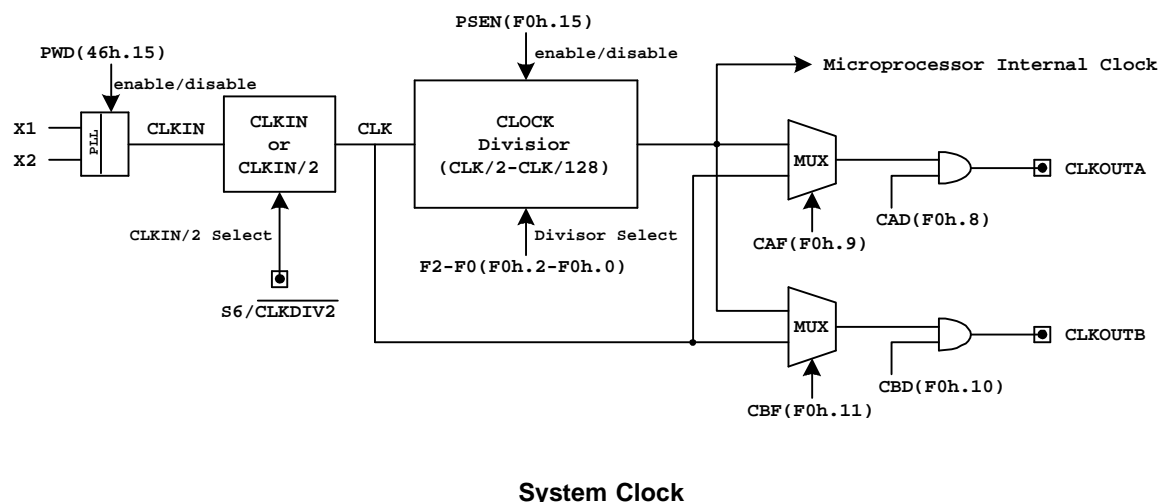 PSEN(F0h.15)
PWD(46h.15)
enable/disable
enable/disable
Microprocessor Internal Clock
X1
X2
PLL
CLKIN
CLKIN
or
CLKIN/2
CLK
CLOCK
Divisior
(CLK/2-CLK/128)
MUX
CLKOUTA
CAD(F0h.8)
CAF(F0h.9)
CLKIN/2 Select
Divisor Select
F2-F0(F0h.2-F0h.0)
S6/CLKDIV2
MUX
CLKOUTB
CBD(F0h.10)
CBF(F0h.11)
System Clock